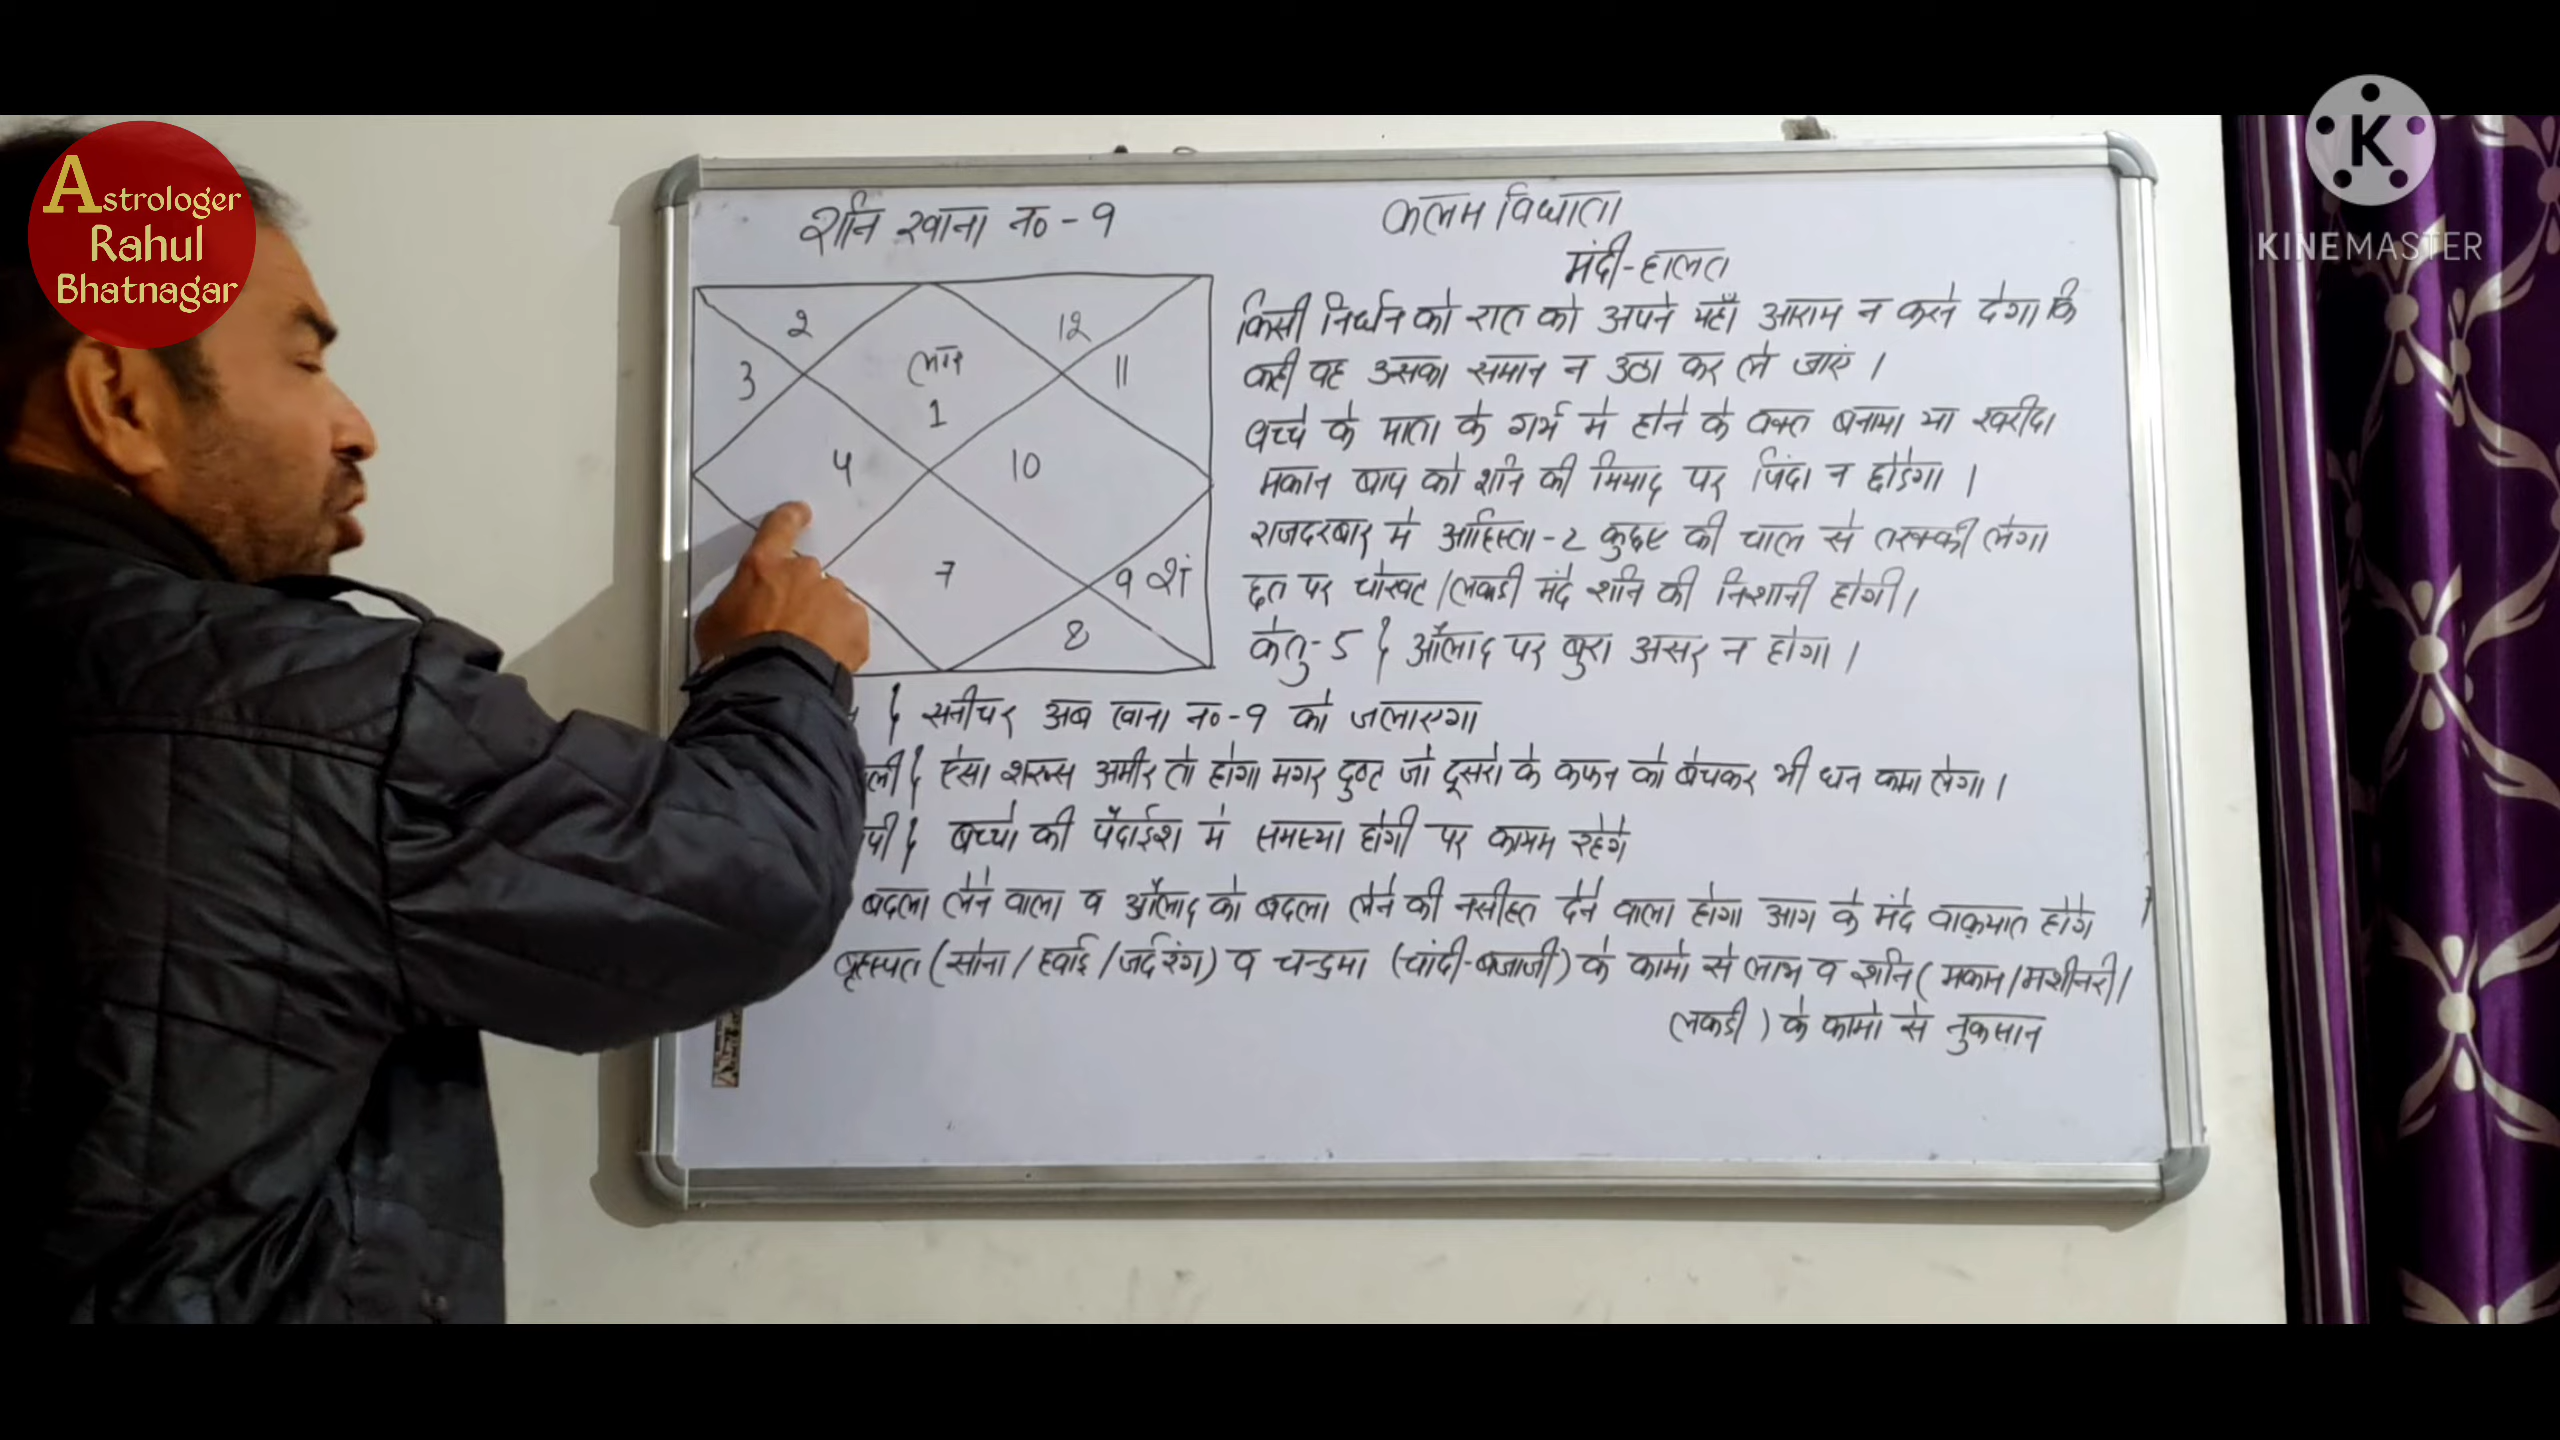 Astrologer
Rahul
Bhatnagar
K
KINEMASTER
शनि खाना न० - 9
कलम विधाता
मंदी-हालत
2
12
3
लग्न
11
1
4
10
7
9 श
8
किसी निर्धन को रात को अपने यहाँ आराम न करने देगा कि
कही वह उसका समान न उठा कर ले जाएं ।
बच्चे के माता के गर्भ मे होने के वक्त बनाया या खरीदा
मकान बाप को शनि की मियाद पर जिंदा न छोडेगा ।
राजदरबार मे आहिस्ता-2 कछुए की चाल से तरक्की लेगा
छत पर चोखट/लकडी मंदे शनि की निशानी होगी।
केतु-5 } औलाद पर बुरा असर न होगा ।
} सनीचर अब खाना न०-9 को जलाएगा
ली } ऐसा शख्स अमीर तो होगा मगर दुष्ट जो दूसरो के कफन को बेचकर भी धन कमा लेगा ।
पी } बच्चो की पैदाईश मे समस्या होगी पर कायम रहेगे
बदला लेने वाला व औलाद को बदला लेने की नसीहत देने वाला होगा आग के मंदे वाक़यात होगे
बृहस्पत (सोना/हवाई/जर्द रंग) व चन्द्रमा (चांदी-बजाजी) के कामो से लाभ व शनि (मकान/मशीनरी/
लकडी) के कामो से नुकसान